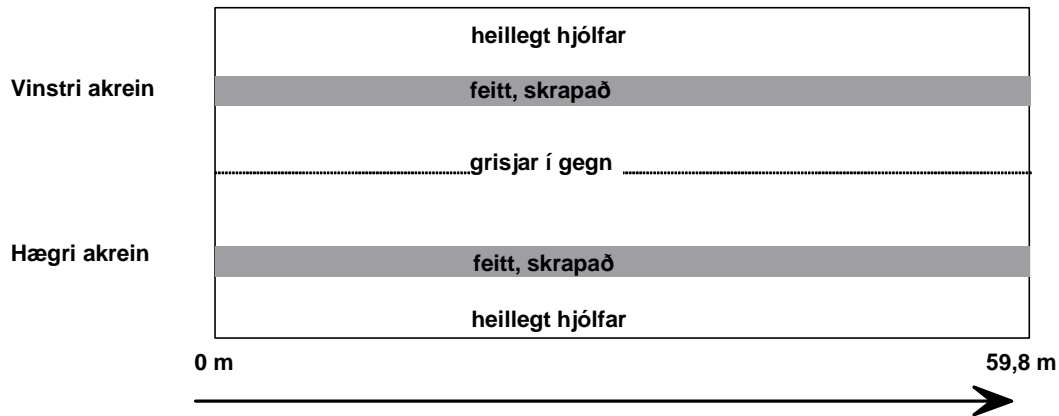 heillegt hjólfar
Vinstri akrein
feitt, skrapað
grisjar í gegn
Hægri akrein
feitt, skrapað
heillegt hjólfar
0 m
59,8 m